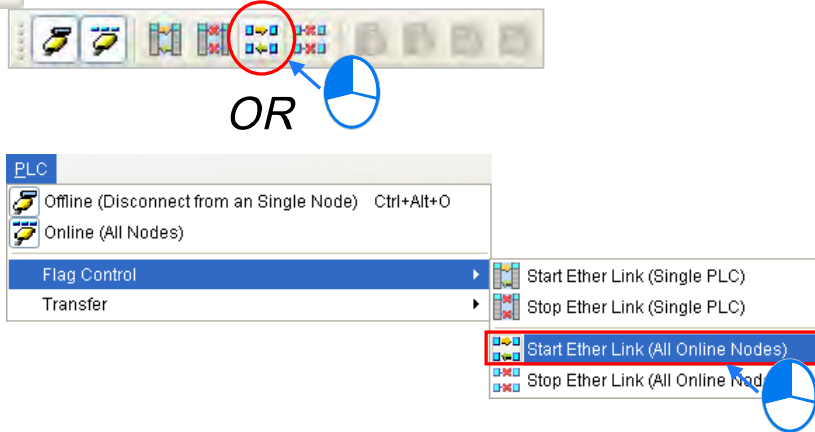 OR
PLC
Offline (Disconnect from an Single Node) Ctrl+Alt+O
Online (All Nodes)
Flag Control
Transfer
Start Ether Link (Single PLC)
Stop Ether Link (Single PLC)
Start Ether Link (All Online Nodes)
Stop Ether Link (All Online Nod